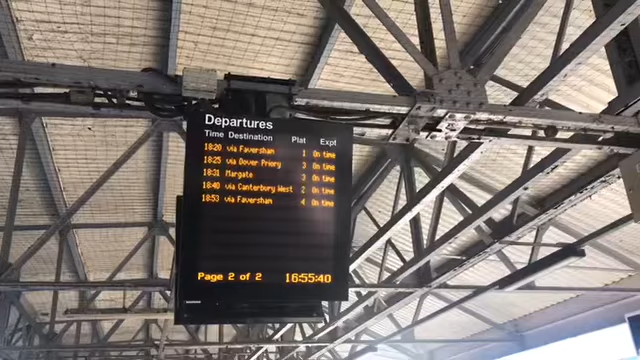 Departures
Time Destination Plat Expt
18:20 via Faversham 1 On time
18:25 via Dover Priory 3 On time
18:31 Margate 3 On time
18:40 via Canterbury West 2 On time
18:53 via Faversham 4 On time
Page 2 of 2 16:55:40